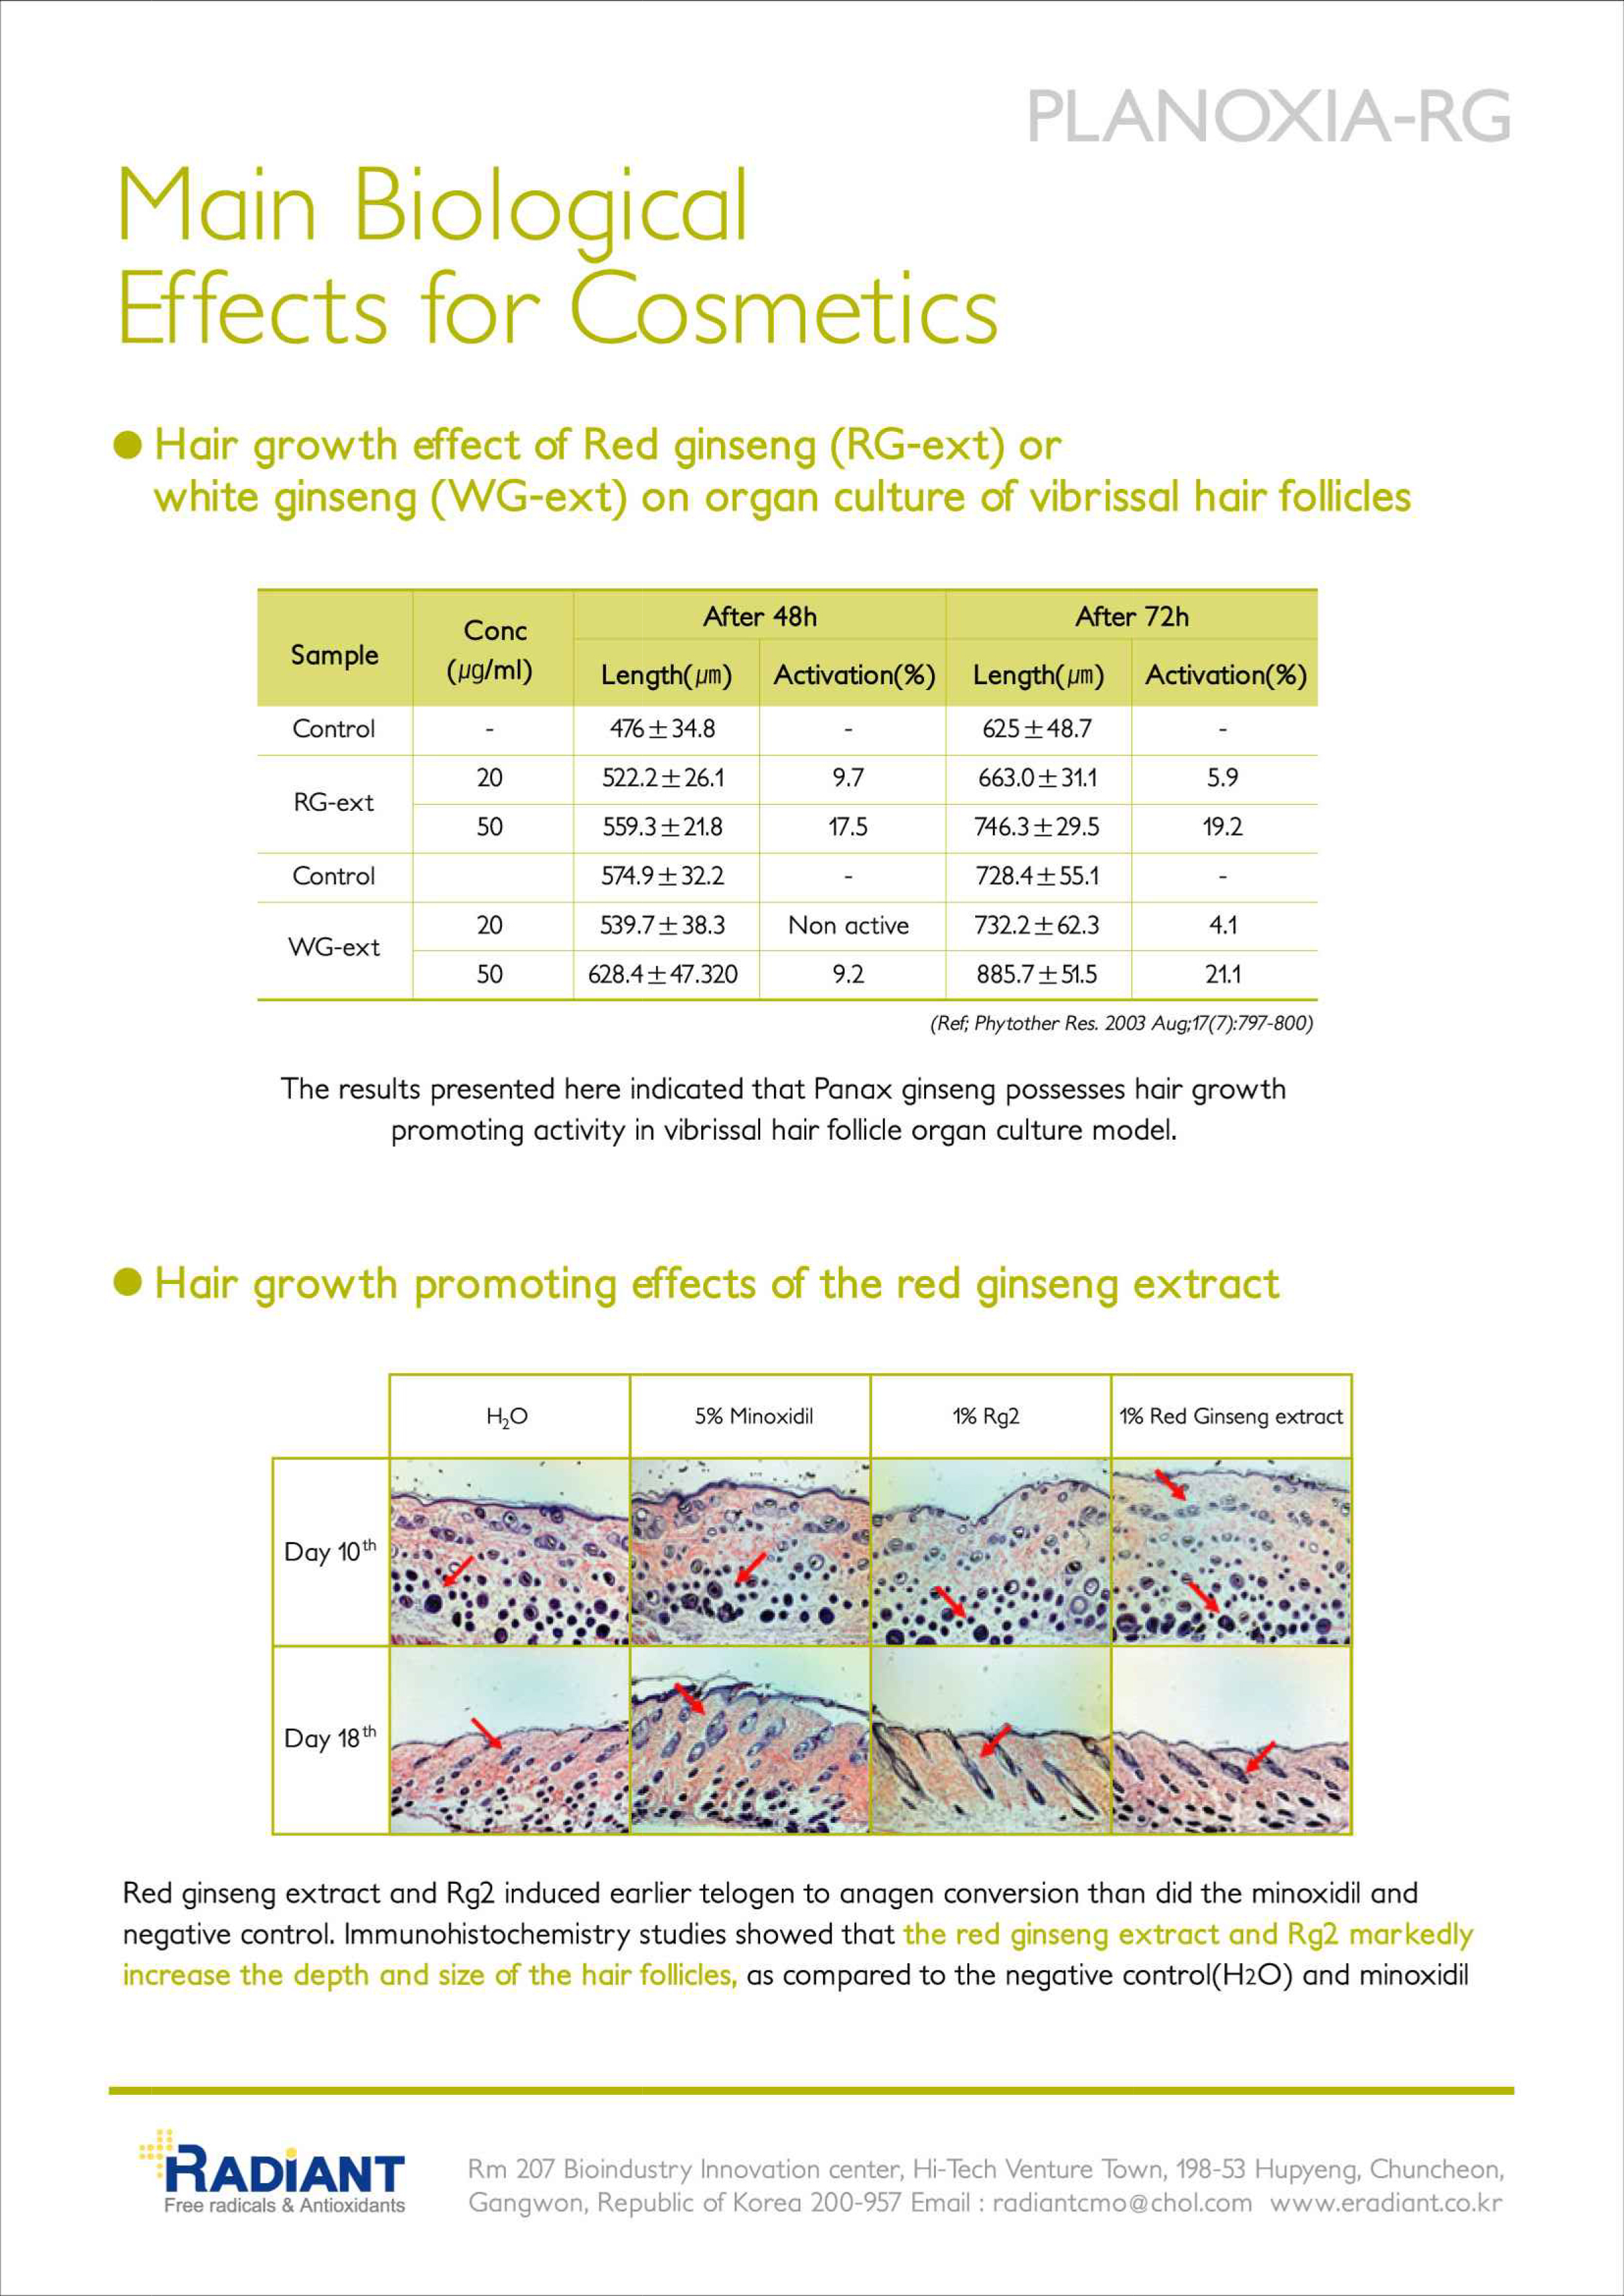 PLANOXIA-RG
Main Biological
Effects for Cosmetics
● Hair growth effect of Red ginseng (RG-ext) or
white ginseng (WG-ext) on organ culture of vibrissal hair follicles
Sample Conc (μg/ml) After 48h After 72h
Length(μm) Activation(%) Length(μm) Activation(%)
Control - 476±34.8 - 625±48.7 -
RG-ext 20 522.2±26.1 9.7 663.0±31.1 5.9
50 559.3±21.8 17.5 746.3±29.5 19.2
Control 574.9±32.2 - 728.4±55.1 -
WG-ext 20 539.7±38.3 Non active 732.2±62.3 4.1
50 628.4±47.320 9.2 885.7±51.5 21.1
(Ref; Phytother Res. 2003 Aug;17(7):797-800)
The results presented here indicated that Panax ginseng possesses hair growth
promoting activity in vibrissal hair follicle organ culture model.
● Hair growth promoting effects of the red ginseng extract
H₂O 5% Minoxidil 1% Rg2 1% Red Ginseng extract
Day 10th
Day 18th
Red ginseng extract and Rg2 induced earlier telogen to anagen conversion than did the minoxidil and
negative control. Immunohistochemistry studies showed that the red ginseng extract and Rg2 markedly
increase the depth and size of the hair follicles, as compared to the negative control(H2O) and minoxidil
RADIANT
Free radicals & Antioxidants
Rm 207 Bioindustry Innovation center, Hi-Tech Venture Town, 198-53 Hupyeng, Chuncheon,
Gangwon, Republic of Korea 200-957 Email : radiantcmo@chol.com www.eradiant.co.kr